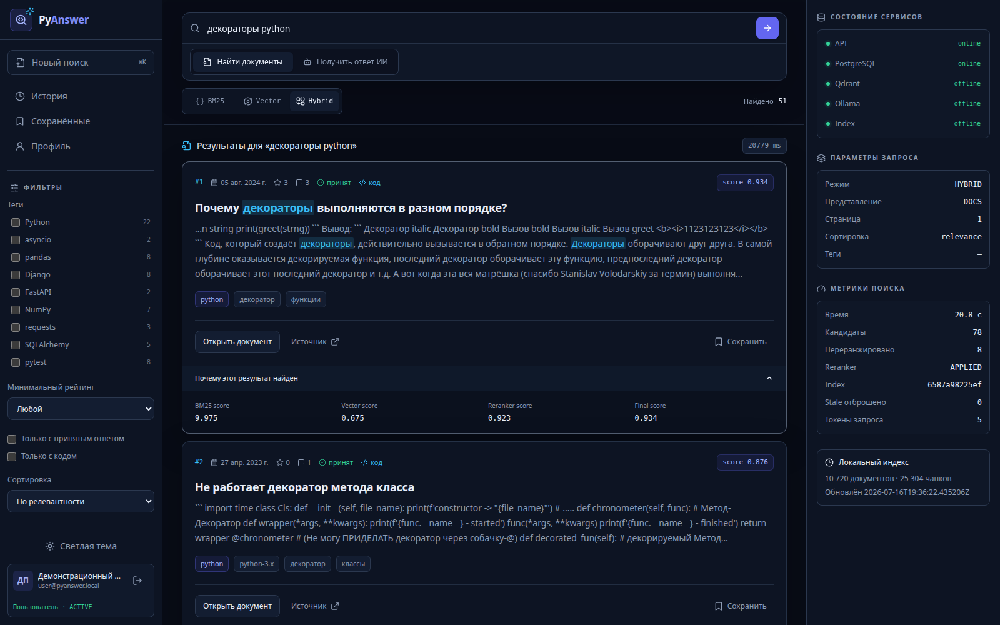 PyAnswer
Новый поиск ⌘K
История
Сохранённые
Профиль
ФИЛЬТРЫ
Теги
Python 22
asyncio 2
pandas 8
Django 8
FastAPI 2
NumPy 7
requests 3
SQLAlchemy 5
pytest 8
Минимальный рейтинг
Любой
Только с принятым ответом
Только с кодом
Сортировка
По релевантности
Светлая тема
ДП
Демонстрационный ...
user@pyanswer.local
Пользователь · ACTIVE
декораторы python
Найти документы
Получить ответ ИИ
{} BM25
Vector
Hybrid
Найдено 51
Результаты для «декораторы python»
20779 ms
#1 05 авг. 2024 г. 3 3 принят код
score 0.934
Почему декораторы выполняются в разном порядке?
...n string print(greet(strng)) ``` Вывод: ``` Декоратор italic Декоратор bold Вызов bold Вызов italic Вызов greet <b><i>1123123123</i></b>
``` Код, который создаёт декораторы, действительно вызывается в обратном порядке. Декораторы оборачивают друг друга. В самой
глубине оказывается декорируемая функция, последний декоратор оборачивает эту функцию, предпоследний декоратор
оборачивает этот последний декоратор и т.д. А вот когда эта вся матрёшка (спасибо Stanislav Volodarskiy за термин) выполня...
python
декоратор
функции
Открыть документ
Источник
Сохранить
Почему этот результат найден
BM25 score
9.975
Vector score
0.675
Reranker score
0.923
Final score
0.934
#2 27 апр. 2023 г. 0 1 принят код
score 0.876
Не работает декоратор метода класса
``` import time class Cls: def __init__(self, file_name): print(f'constructor -> "{file_name}"') # ..... def chronometer(self, func): # Метод-
Декоратор def wrapper(*args, **kwargs): print(f'{func.__name__} - started') func(*args, **kwargs) print(f'{func.__name__} - finished') return
wrapper @chronometer # (Не могу ПРИДЕЛАТЬ декоратор через собачку-@) def decorated_fun(self): # декорируемый Метод...
python
python-3.x
декоратор
классы
Открыть документ
Источник
Сохранить
СОСТОЯНИЕ СЕРВИСОВ
API online
PostgreSQL online
Qdrant offline
Ollama offline
Index offline
ПАРАМЕТРЫ ЗАПРОСА
Режим HYBRID
Представление DOCS
Страница 1
Сортировка relevance
Теги —
МЕТРИКИ ПОИСКА
Время 20.8 с
Кандидаты 78
Переранжировано 8
Reranker APPLIED
Index 6587a98225ef
Stale отброшено 0
Токены запроса 5
Локальный индекс
10 720 документов · 25 304 чанков
Обновлён 2026-07-16T19:36:22.435206Z